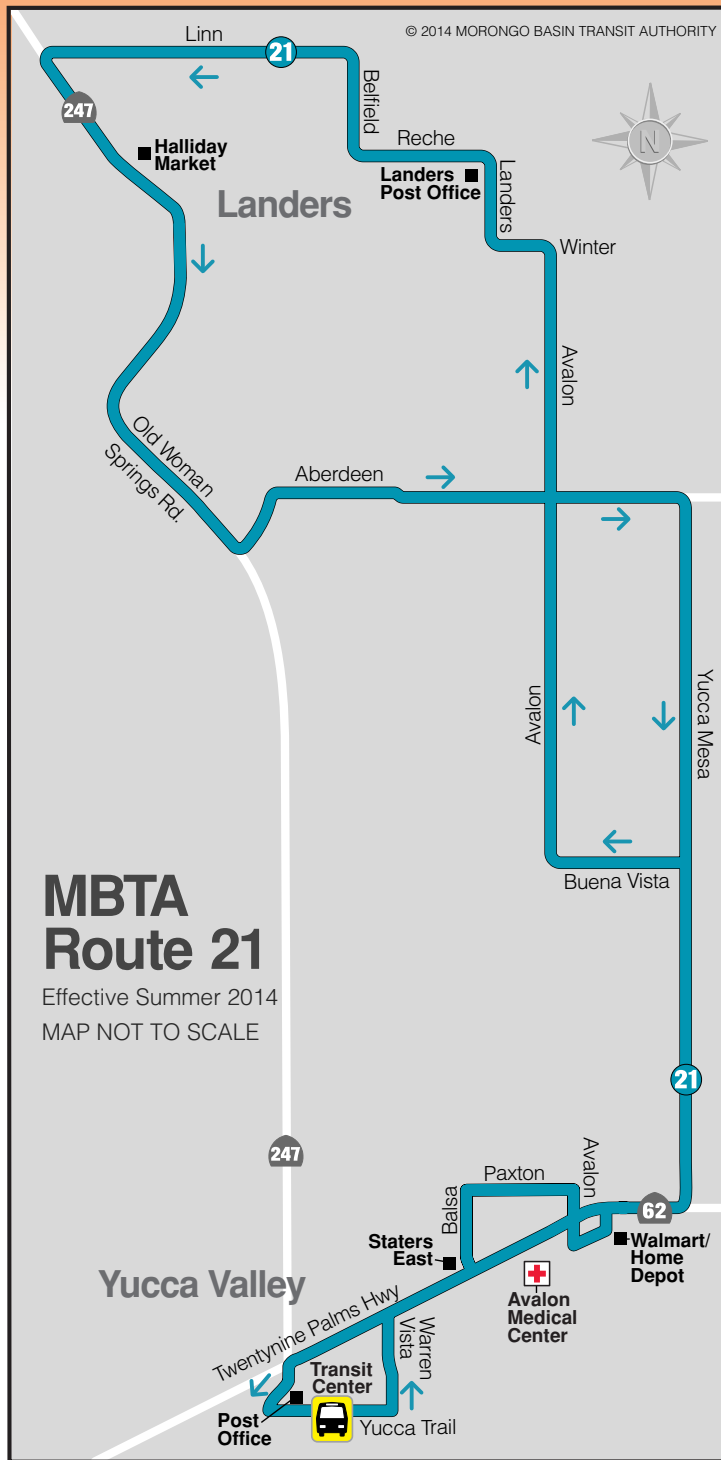 © 2014 MORONGO BASIN TRANSIT AUTHORITY
Linn
21
247
Belfield
Reche
N
Halliday
Market
Landers
Post Office
Landers
Landers
Winter
Avalon
Old Woman
Springs Rd.
Aberdeen
Yucca Mesa
Avalon
Buena Vista
MBTA
Route 21
Effective Summer 2014
MAP NOT TO SCALE
21
247
Paxton
Avalon
Balsa
62
Staters
East
Walmart/
Home
Depot
Yucca Valley
Avalon
Medical
Center
Twentynine Palms Hwy
Warren
Vista
Transit
Center
Post
Office
Yucca Trail